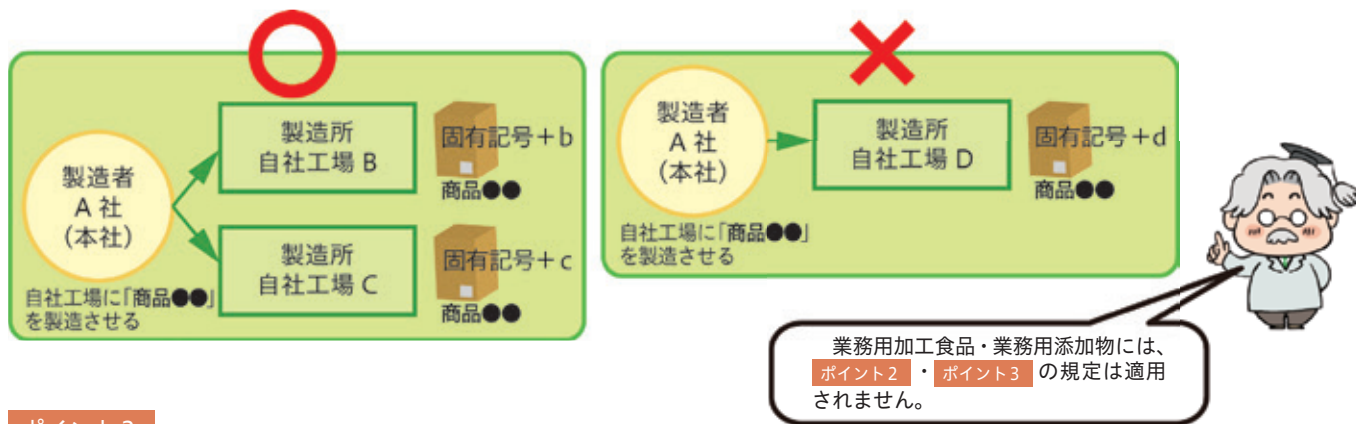 製造者
A 社
(本社)
自社工場に「商品●●」
を製造させる
製造所
自社工場 B
固有記号+b
商品●●
製造所
自社工場 C
固有記号+c
商品●●
製造者
A 社
(本社)
自社工場に「商品●●」
を製造させる
製造所
自社工場 D
固有記号+d
商品●●
業務用加工食品・業務用添加物には、
ポイント2 ・ ポイント3 の規定は適用
されません。